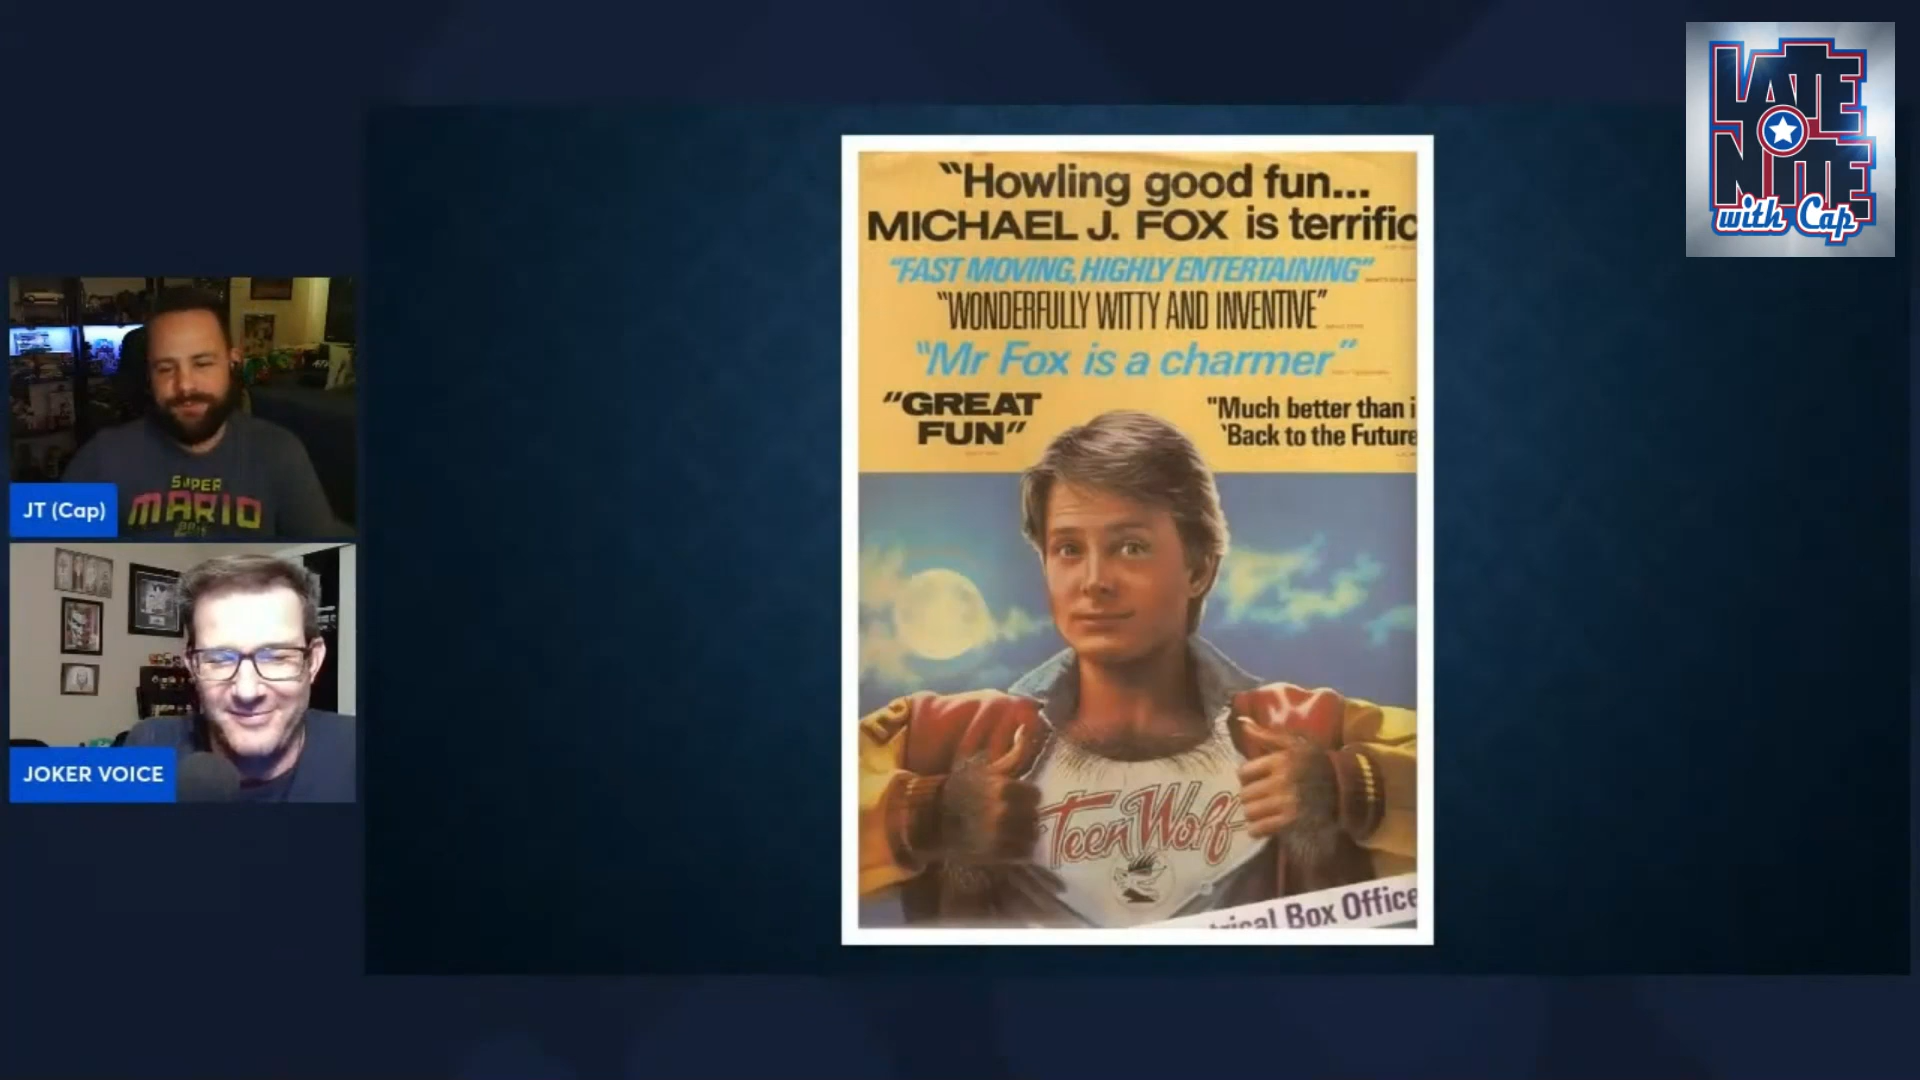 LATE
NITE
with Cap
"Howling good fun...
MICHAEL J. FOX is terrific
"FAST MOVING, HIGHLY ENTERTAINING"
"WONDERFULLY WITTY AND INVENTIVE"
"Mr Fox is a charmer"
"GREAT
FUN"
"Much better than i
'Back to the Future
Teen Wolf
Box Office
SUPER
MARIO
JT (Cap)
JOKER VOICE